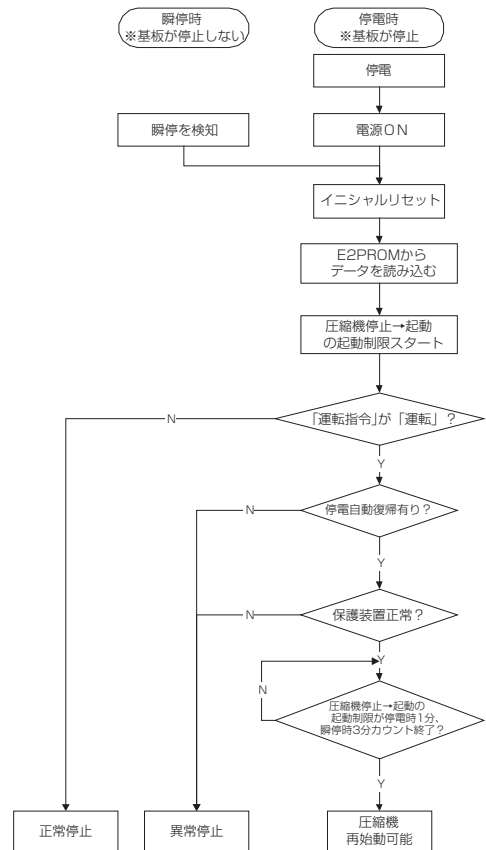 瞬停時
※基板が停止しない
停電時
※基板が停止
停電
瞬停を検知
電源ON
イニシャルリセット
E2PROMから
データを読み込む
圧縮機停止→起動
の起動制限スタート
N
「運転指令」が「運転」?
Y
N
停電自動復帰有り?
Y
N
保護装置正常?
Y
N
圧縮機停止→起動の
起動制限が停電時1分、
瞬停時3分カウント終了?
Y
正常停止
異常停止
圧縮機
再始動可能